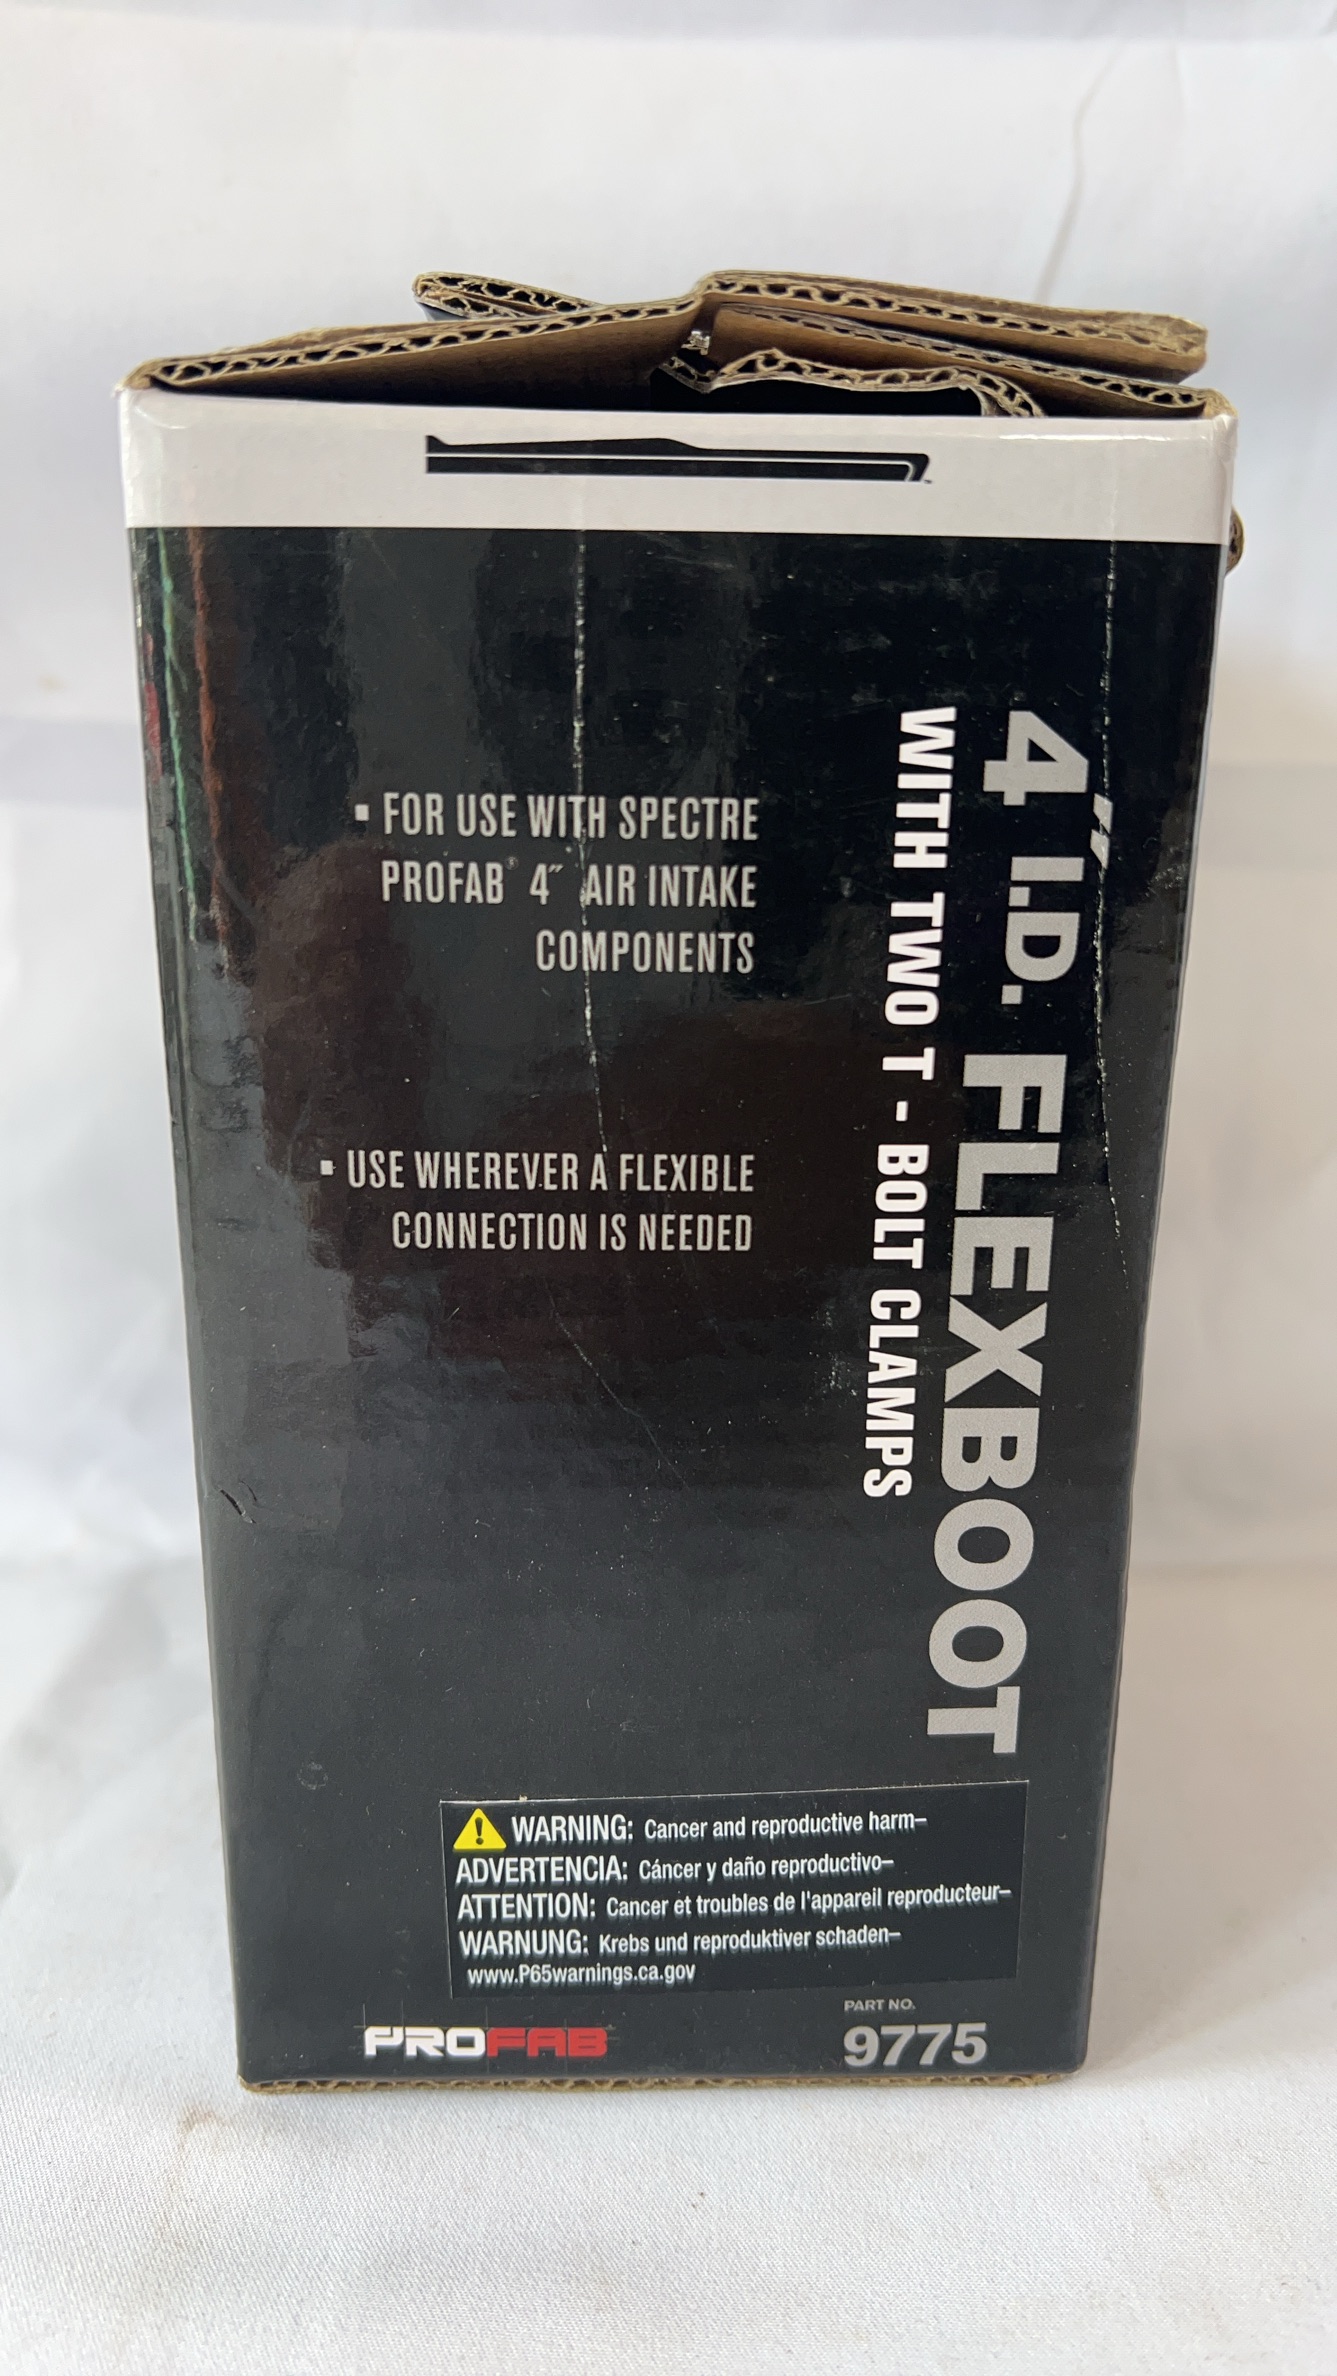 4" I.D. FLEXBOOT
WITH TWO T-BOLT CLAMPS
▪ FOR USE WITH SPECTRE
PROFAB® 4" AIR INTAKE
COMPONENTS
▪ USE WHEREVER A FLEXIBLE
CONNECTION IS NEEDED
WARNING: Cancer and reproductive harm–
ADVERTENCIA: Cáncer y daño reproductivo–
ATTENTION: Cancer et troubles de l'appareil reproducteur–
WARNUNG: Krebs und reproduktiver schaden–
www.P65warnings.ca.gov
PROFAB
PART NO.
9775